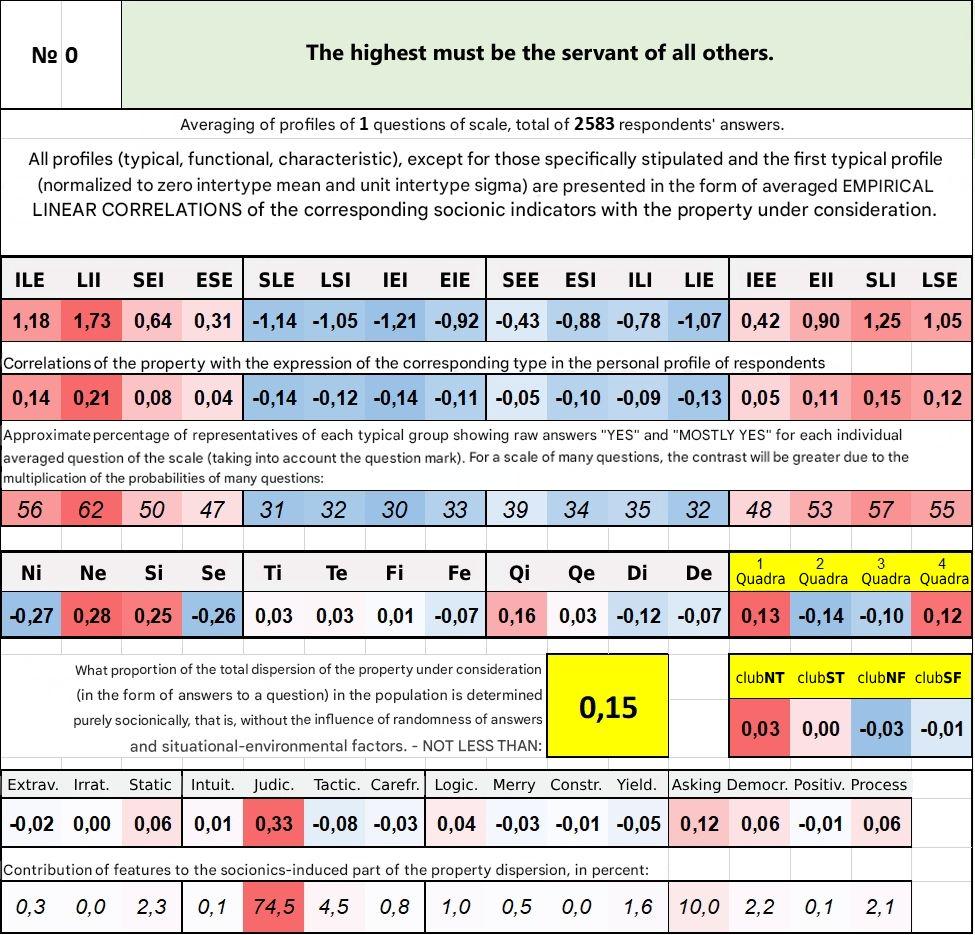 № 0
The highest must be the servant of all others.
Averaging of profiles of 1 questions of scale, total of 2583 respondents' answers.
All profiles (typical, functional, characteristic), except for those specifically stipulated and the first typical profile
(normalized to zero intertype mean and unit intertype sigma) are presented in the form of averaged EMPIRICAL
LINEAR CORRELATIONS of the corresponding socionic indicators with the property under consideration.
ILE LII SEI ESE SLE LSI IEI EIE SEE ESI ILI LIE IEE EII SLI LSE
1,18 1,73 0,64 0,31 -1,14 -1,05 -1,21 -0,92 -0,43 -0,88 -0,78 -1,07 0,42 0,90 1,25 1,05
Correlations of the property with the expression of the corresponding type in the personal profile of respondents
0,14 0,21 0,08 0,04 -0,14 -0,12 -0,14 -0,11 -0,05 -0,10 -0,09 -0,13 0,05 0,11 0,15 0,12
Approximate percentage of representatives of each typical group showing raw answers "YES" and "MOSTLY YES" for each individual
averaged question of the scale (taking into account the question mark). For a scale of many questions, the contrast will be greater due to the
multiplication of the probabilities of many questions:
56 62 50 47 31 32 30 33 39 34 35 32 48 53 57 55
Ni Ne Si Se Ti Te Fi Fe Qi Qe Di De 1 Quadra 2 Quadra 3 Quadra 4 Quadra
-0,27 0,28 0,25 -0,26 0,03 0,03 0,01 -0,07 0,16 0,03 -0,12 -0,07 0,13 -0,14 -0,10 0,12
What proportion of the total dispersion of the property under consideration
(in the form of answers to a question) in the population is determined
purely socionically, that is, without the influence of randomness of answers
and situational-environmental factors. - NOT LESS THAN:
0,15
clubNT clubST clubNF clubSF
0,03 0,00 -0,03 -0,01
Extrav. Irrat. Static Intuit. Judic. Tactic. Carefr. Logic. Merry Constr. Yield. Asking Democr. Positiv. Process
-0,02 0,00 0,06 0,01 0,33 -0,08 -0,03 0,04 -0,03 -0,01 -0,05 0,12 0,06 -0,01 0,06
Contribution of features to the socionics-induced part of the property dispersion, in percent:
0,3 0,0 2,3 0,1 74,5 4,5 0,8 1,0 0,5 0,0 1,6 10,0 2,2 0,1 2,1